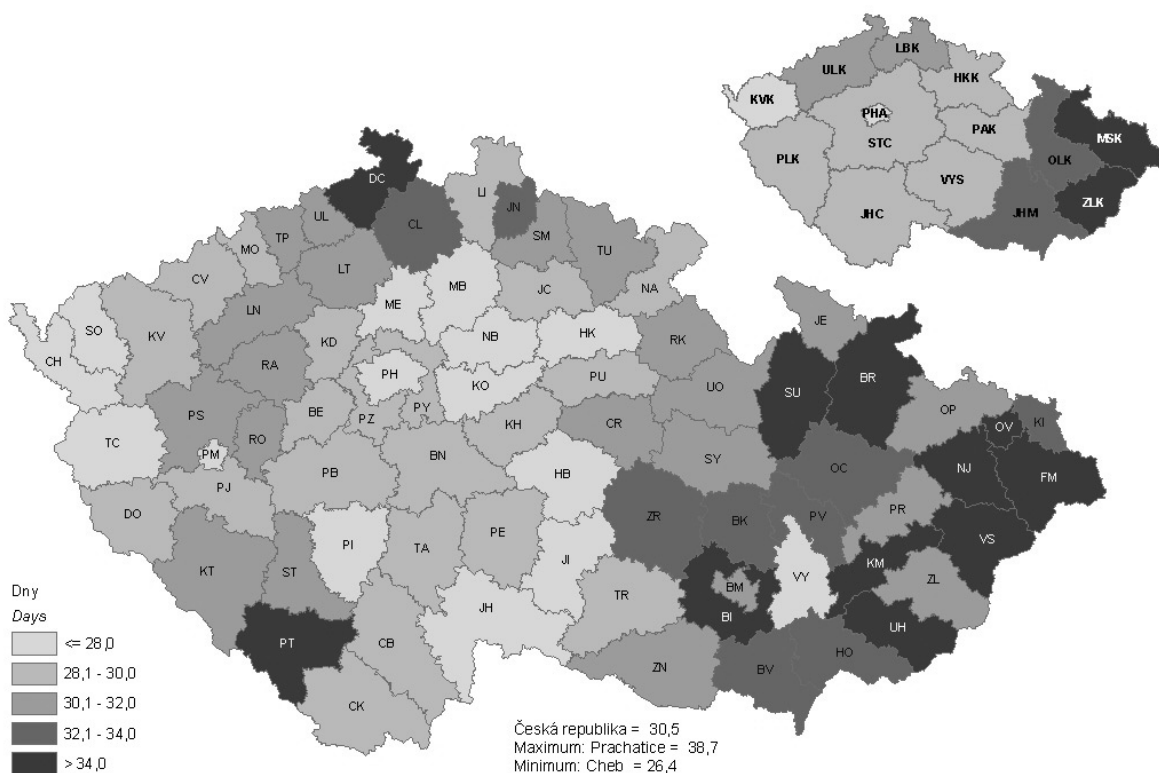 LBK
ULK
HKK
KVK
PHA
PAK
MSK
STC
OLK
PLK
VYS
ZLK
JHC
JHM
DC
LI
JN
UL
CL
TP
SM
MO
TU
LT
CV
MB
JC
NA
ME
LN
SO
KV
JE
CH
KD
NB
HK
RK
RA
PH
KO
PU
BR
SU
UO
OP
BE
PZ
PY
PS
KH
CR
OV
KI
TC
RO
PM
SY
OC
BN
NJ
FM
PB
HB
PJ
PR
DO
ZR
BK
PV
PE
PI
TA
VS
KM
JI
KT
ST
VY
ZL
BM
TR
JH
BI
UH
PT
CB
HO
ZN
BV
CK
Dny
Days
<= 28,0
28,1 - 30,0
30,1 - 32,0
32,1 - 34,0
> 34,0
Česká republika = 30,5
Maximum: Prachatice = 38,7
Minimum: Cheb = 26,4